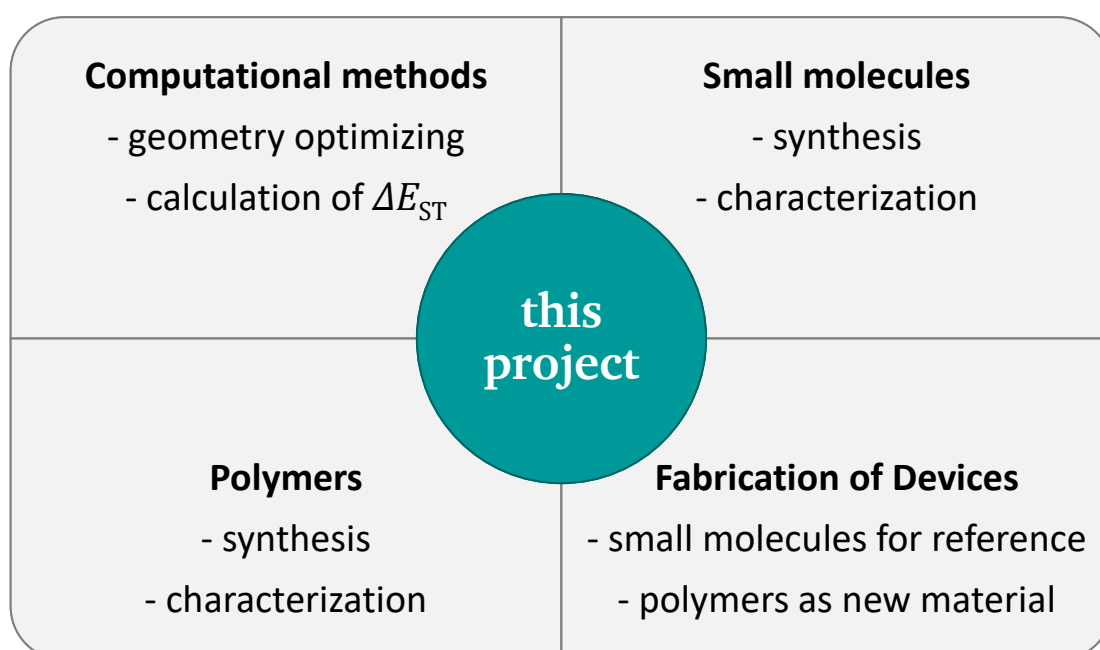 Computational methods
- geometry optimizing
- calculation of ΔE_ST
Small molecules
- synthesis
- characterization
this
project
Polymers
- synthesis
- characterization
Fabrication of Devices
- small molecules for reference
- polymers as new material